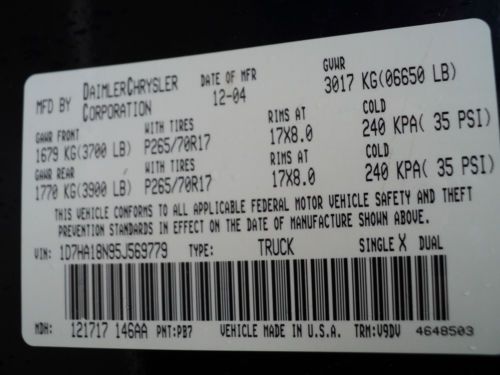 MFD BY DAIMLERCHRYSLER CORPORATION DATE OF MFR 12-04 GVWR 3017 KG(06650 LB)
GAWR FRONT WITH TIRES RIMS AT COLD
1679 KG(3700 LB) P265/70R17 17X8.0 240 KPA( 35 PSI)
GAWR REAR WITH TIRES RIMS AT COLD
1770 KG(3900 LB) P265/70R17 17X8.0 240 KPA( 35 PSI)
THIS VEHICLE CONFORMS TO ALL APPLICABLE FEDERAL MOTOR VEHICLE SAFETY AND THEFT
PREVENTION STANDARDS IN EFFECT ON THE DATE OF MANUFACTURE SHOWN ABOVE.
VIN: 1D7HA18N95J569779 TYPE: TRUCK SINGLE X DUAL
MDH: 121717 146AA PNT:PB7 VEHICLE MADE IN U.S.A. TRM:V9DV 4648503